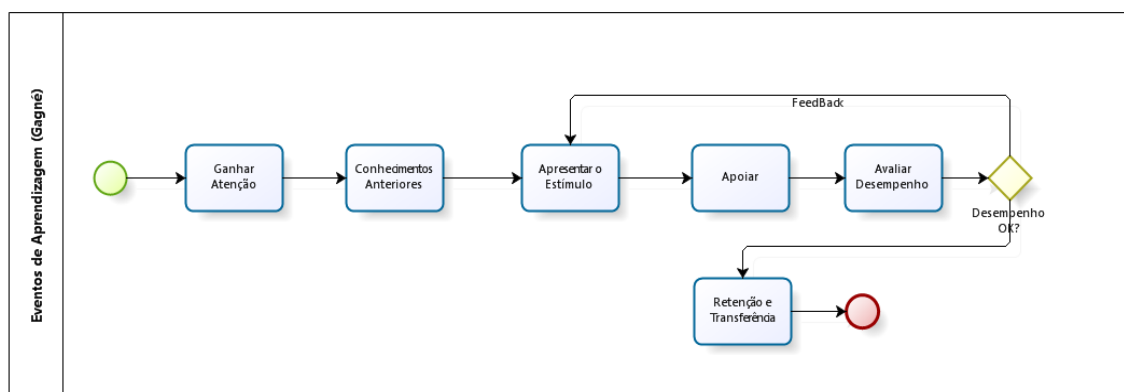 Eventos de Aprendizagem (Gagné)
Ganhar
Atenção
Conhecimentos
Anteriores
Apresentar o
Estímulo
Apoiar
Avaliar
Desempenho
FeedBack
Desempenho
OK?
Retenção e
Transferência